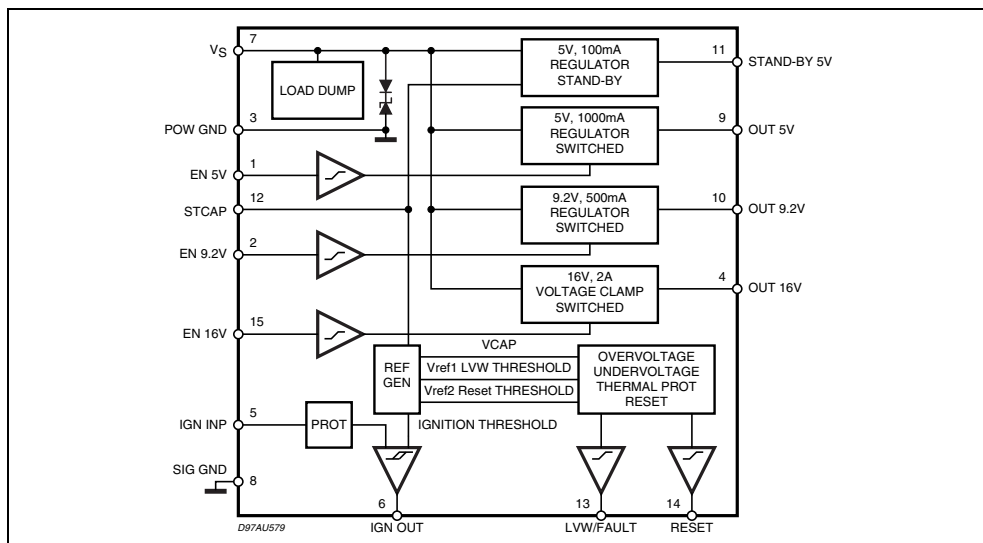 7
VS
5V, 100mA
REGULATOR
STAND-BY
11
STAND-BY 5V
LOAD DUMP
3
POW GND
5V, 1000mA
REGULATOR
SWITCHED
9
OUT 5V
1
EN 5V
12
STCAP
9.2V, 500mA
REGULATOR
SWITCHED
10
OUT 9.2V
2
EN 9.2V
16V, 2A
VOLTAGE CLAMP
SWITCHED
4
OUT 16V
15
EN 16V
VCAP
REF
GEN
Vref1 LVW THRESHOLD
Vref2 Reset THRESHOLD
OVERVOLTAGE
UNDERVOLTAGE
THERMAL PROT
RESET
5
IGN INP
PROT
IGNITION THRESHOLD
SIG GND
8
6
13
14
D97AU579
IGN OUT
LVW/FAULT
RESET